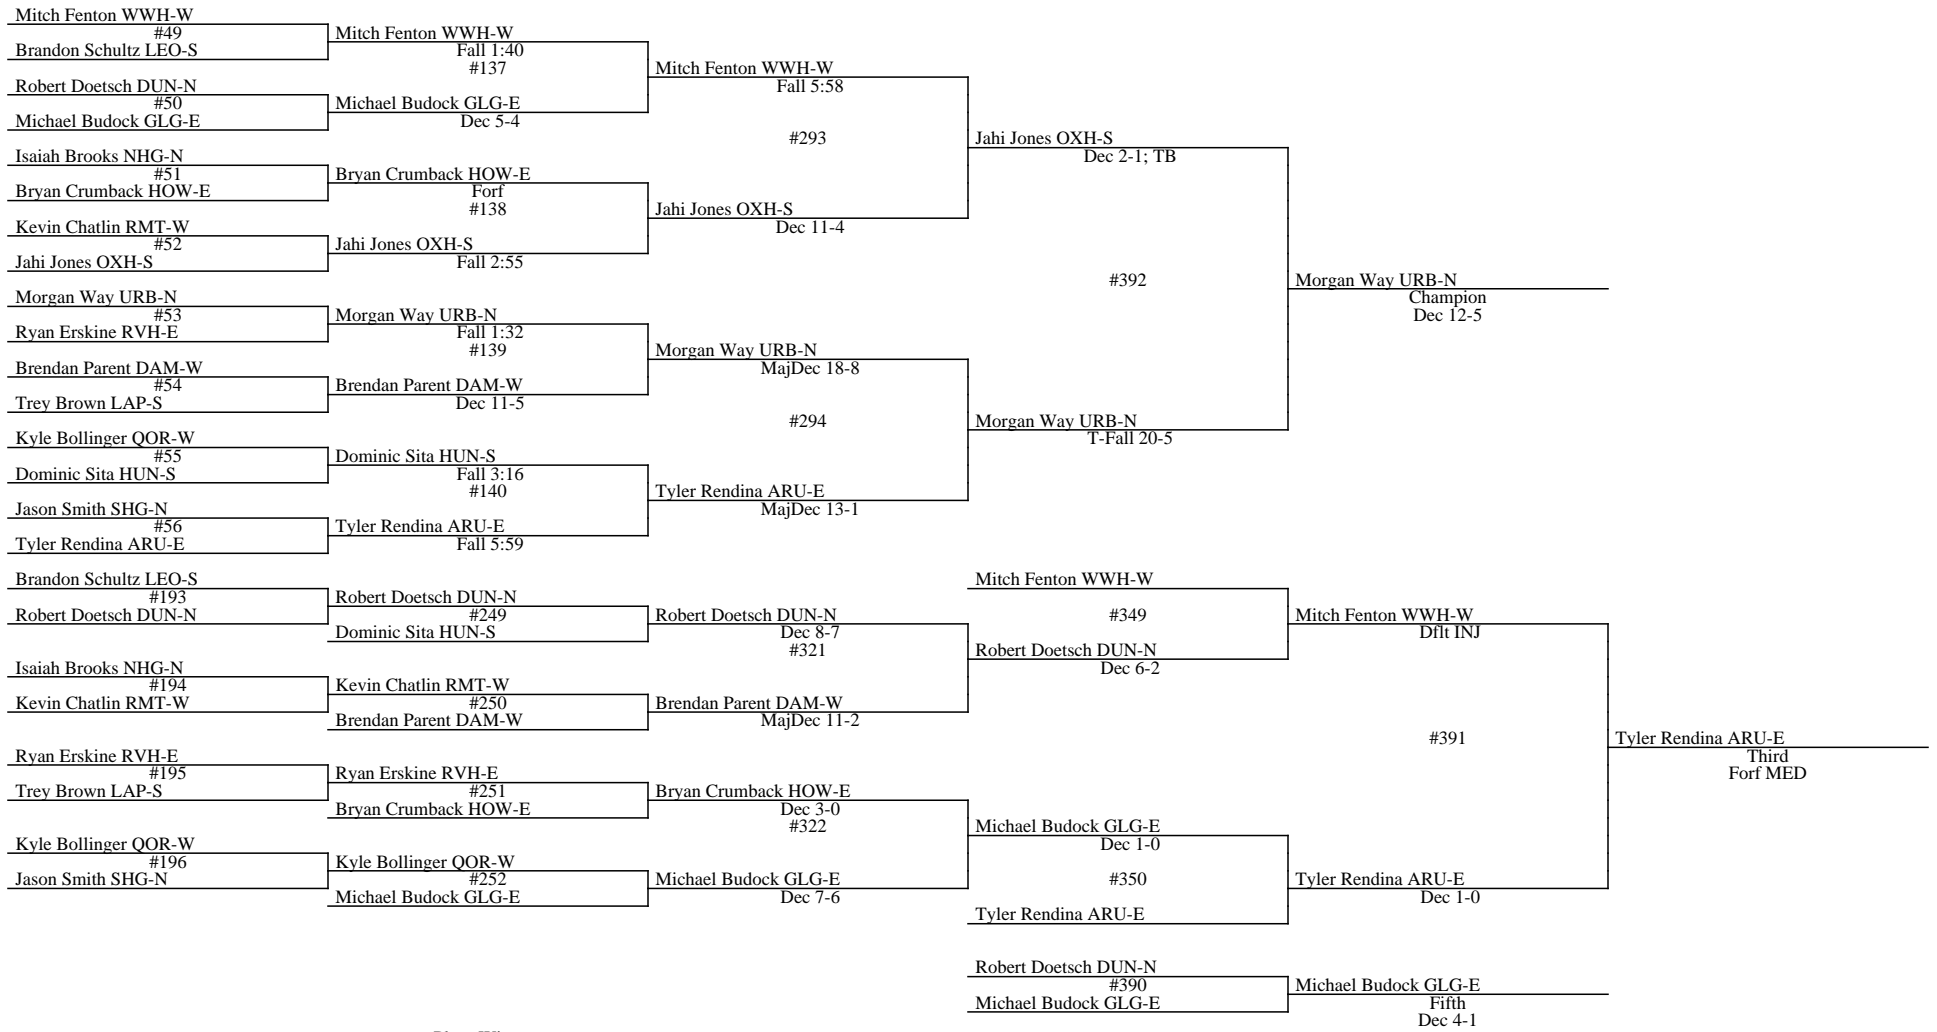 Mitch Fenton WWH-W
#49
Brandon Schultz LEO-S
Robert Doetsch DUN-N
#50
Michael Budock GLG-E
Isaiah Brooks NHG-N
#51
Bryan Crumback HOW-E
Kevin Chatlin RMT-W
#52
Jahi Jones OXH-S
Morgan Way URB-N
#53
Ryan Erskine RVH-E
Brendan Parent DAM-W
#54
Trey Brown LAP-S
Kyle Bollinger QOR-W
#55
Dominic Sita HUN-S
Jason Smith SHG-N
#56
Tyler Rendina ARU-E
Mitch Fenton WWH-W
Fall 1:40
#137
Michael Budock GLG-E
Dec 5-4
Bryan Crumback HOW-E
Forf
#138
Jahi Jones OXH-S
Fall 2:55
Morgan Way URB-N
Fall 1:32
#139
Brendan Parent DAM-W
Dec 11-5
Dominic Sita HUN-S
Fall 3:16
#140
Tyler Rendina ARU-E
Fall 5:59
Mitch Fenton WWH-W
Fall 5:58
#293
Jahi Jones OXH-S
Dec 11-4
Morgan Way URB-N
MajDec 18-8
#294
Tyler Rendina ARU-E
MajDec 13-1
Jahi Jones OXH-S
Dec 2-1; TB
#392
Morgan Way URB-N
T-Fall 20-5
Morgan Way URB-N
Champion
Dec 12-5
Brandon Schultz LEO-S
#193
Robert Doetsch DUN-N
Isaiah Brooks NHG-N
#194
Kevin Chatlin RMT-W
Ryan Erskine RVH-E
#195
Trey Brown LAP-S
Kyle Bollinger QOR-W
#196
Jason Smith SHG-N
Robert Doetsch DUN-N
#249
Dominic Sita HUN-S
Kevin Chatlin RMT-W
#250
Brendan Parent DAM-W
Ryan Erskine RVH-E
#251
Bryan Crumback HOW-E
Kyle Bollinger QOR-W
#252
Michael Budock GLG-E
Robert Doetsch DUN-N
Dec 8-7
#321
Brendan Parent DAM-W
MajDec 11-2
Bryan Crumback HOW-E
Dec 3-0
#322
Michael Budock GLG-E
Dec 7-6
Mitch Fenton WWH-W
#349
Robert Doetsch DUN-N
Dec 6-2
Michael Budock GLG-E
Dec 1-0
#350
Tyler Rendina ARU-E
Mitch Fenton WWH-W
Dflt INJ
#391
Tyler Rendina ARU-E
Dec 1-0
Tyler Rendina ARU-E
Third
Forf MED
Robert Doetsch DUN-N
#390
Michael Budock GLG-E
Michael Budock GLG-E
Fifth
Dec 4-1